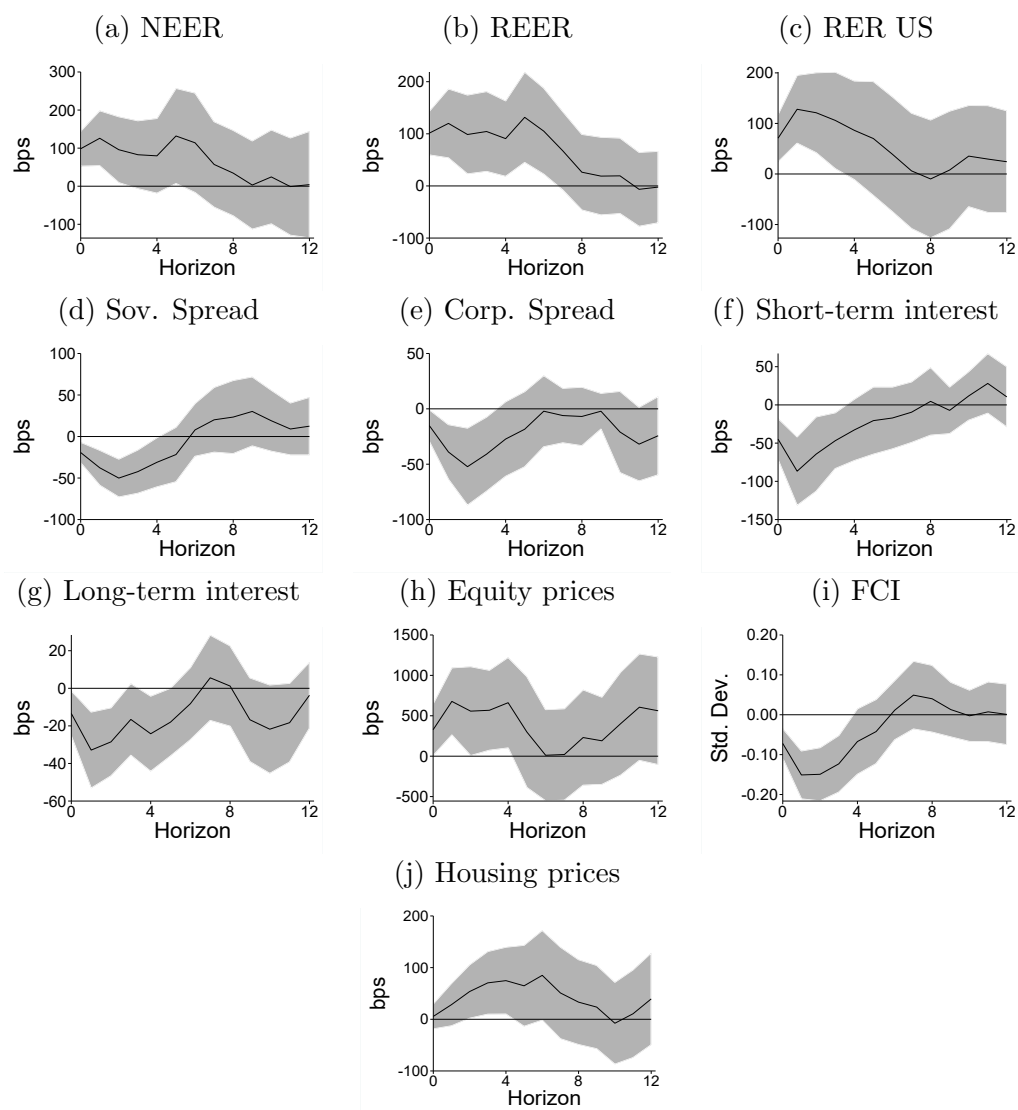 (a) NEER
300
200
100
0
-100
bps
0 4 8 12
Horizon
(b) REER
200
100
0
-100
bps
0 4 8 12
Horizon
(c) RER US
200
100
0
-100
bps
0 4 8 12
Horizon
(d) Sov. Spread
100
50
0
-50
-100
bps
0 4 8 12
Horizon
(e) Corp. Spread
50
0
-50
-100
bps
0 4 8 12
Horizon
(f) Short-term interest
50
0
-50
-100
-150
bps
0 4 8 12
Horizon
(g) Long-term interest
20
0
-20
-40
-60
bps
0 4 8 12
Horizon
(h) Equity prices
1500
1000
500
0
-500
bps
0 4 8 12
Horizon
(i) FCI
0.20
0.10
0.00
-0.10
-0.20
Std. Dev.
0 4 8 12
Horizon
(j) Housing prices
200
100
0
-100
bps
0 4 8 12
Horizon